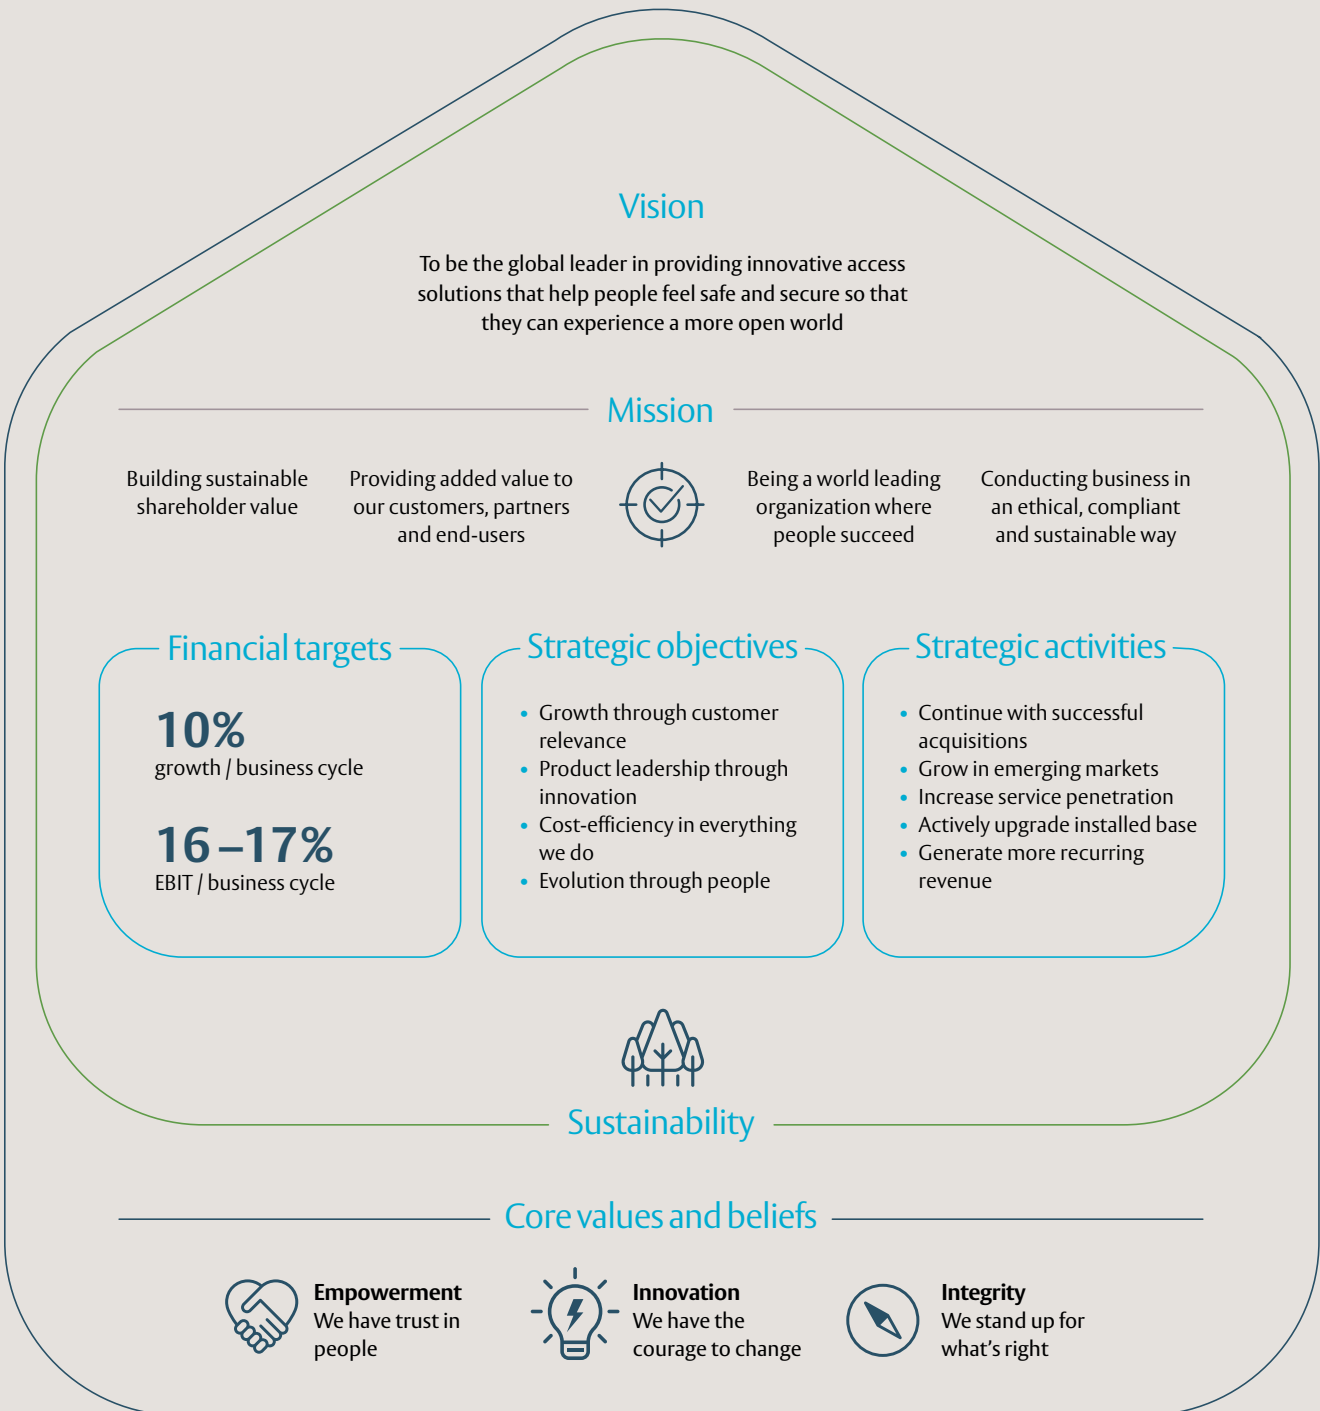 Vision
To be the global leader in providing innovative access
solutions that help people feel safe and secure so that
they can experience a more open world
Mission
Building sustainable
shareholder value
Providing added value to
our customers, partners
and end-users
Being a world leading
organization where
people succeed
Conducting business in
an ethical, compliant
and sustainable way
Financial targets
10%
growth / business cycle
16–17%
EBIT / business cycle
Strategic objectives
• Growth through customer
relevance
• Product leadership through
innovation
• Cost-efficiency in everything
we do
• Evolution through people
Strategic activities
• Continue with successful
acquisitions
• Grow in emerging markets
• Increase service penetration
• Actively upgrade installed base
• Generate more recurring
revenue
Sustainability
Core values and beliefs
Empowerment
We have trust in
people
Innovation
We have the
courage to change
Integrity
We stand up for
what’s right